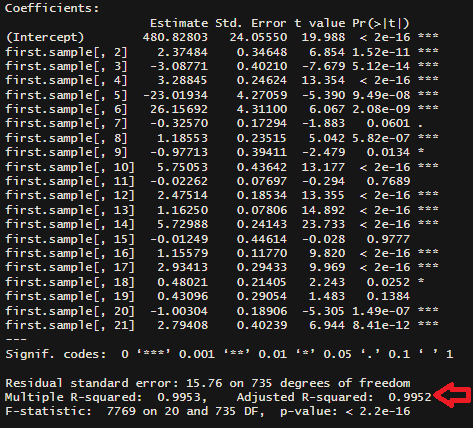 Coefficients:
Estimate Std. Error t value Pr(>|t|)
(Intercept) 480.82803 24.05550 19.988 < 2e-16 ***
first.sample[, 2] 2.37484 0.34648 6.854 1.52e-11 ***
first.sample[, 3] -3.08771 0.40210 -7.679 5.12e-14 ***
first.sample[, 4] 3.28845 0.24624 13.354 < 2e-16 ***
first.sample[, 5] -23.01934 4.27059 -5.390 9.49e-08 ***
first.sample[, 6] 26.15692 4.31100 6.067 2.08e-09 ***
first.sample[, 7] -0.32570 0.17294 -1.883 0.0601 .
first.sample[, 8] 1.18553 0.23515 5.042 5.82e-07 ***
first.sample[, 9] -0.97713 0.39411 -2.479 0.0134 *
first.sample[, 10] 5.75053 0.43642 13.177 < 2e-16 ***
first.sample[, 11] -0.02262 0.07697 -0.294 0.7689
first.sample[, 12] 2.47514 0.18534 13.355 < 2e-16 ***
first.sample[, 13] 1.16250 0.07806 14.892 < 2e-16 ***
first.sample[, 14] 5.72988 0.24143 23.733 < 2e-16 ***
first.sample[, 15] -0.01249 0.44614 -0.028 0.9777
first.sample[, 16] 1.15579 0.11770 9.820 < 2e-16 ***
first.sample[, 17] 2.93413 0.29433 9.969 < 2e-16 ***
first.sample[, 18] 0.48021 0.21405 2.243 0.0252 *
first.sample[, 19] 0.43096 0.29054 1.483 0.1384
first.sample[, 20] -1.00304 0.18906 -5.305 1.49e-07 ***
first.sample[, 21] 2.79408 0.40239 6.944 8.41e-12 ***
---
Signif. codes: 0 ‘***’ 0.001 ‘**’ 0.01 ‘*’ 0.05 ‘.’ 0.1 ‘ ’ 1
Residual standard error: 15.76 on 735 degrees of freedom
Multiple R-squared: 0.9953, Adjusted R-squared: 0.9952
F-statistic: 7769 on 20 and 735 DF, p-value: < 2.2e-16